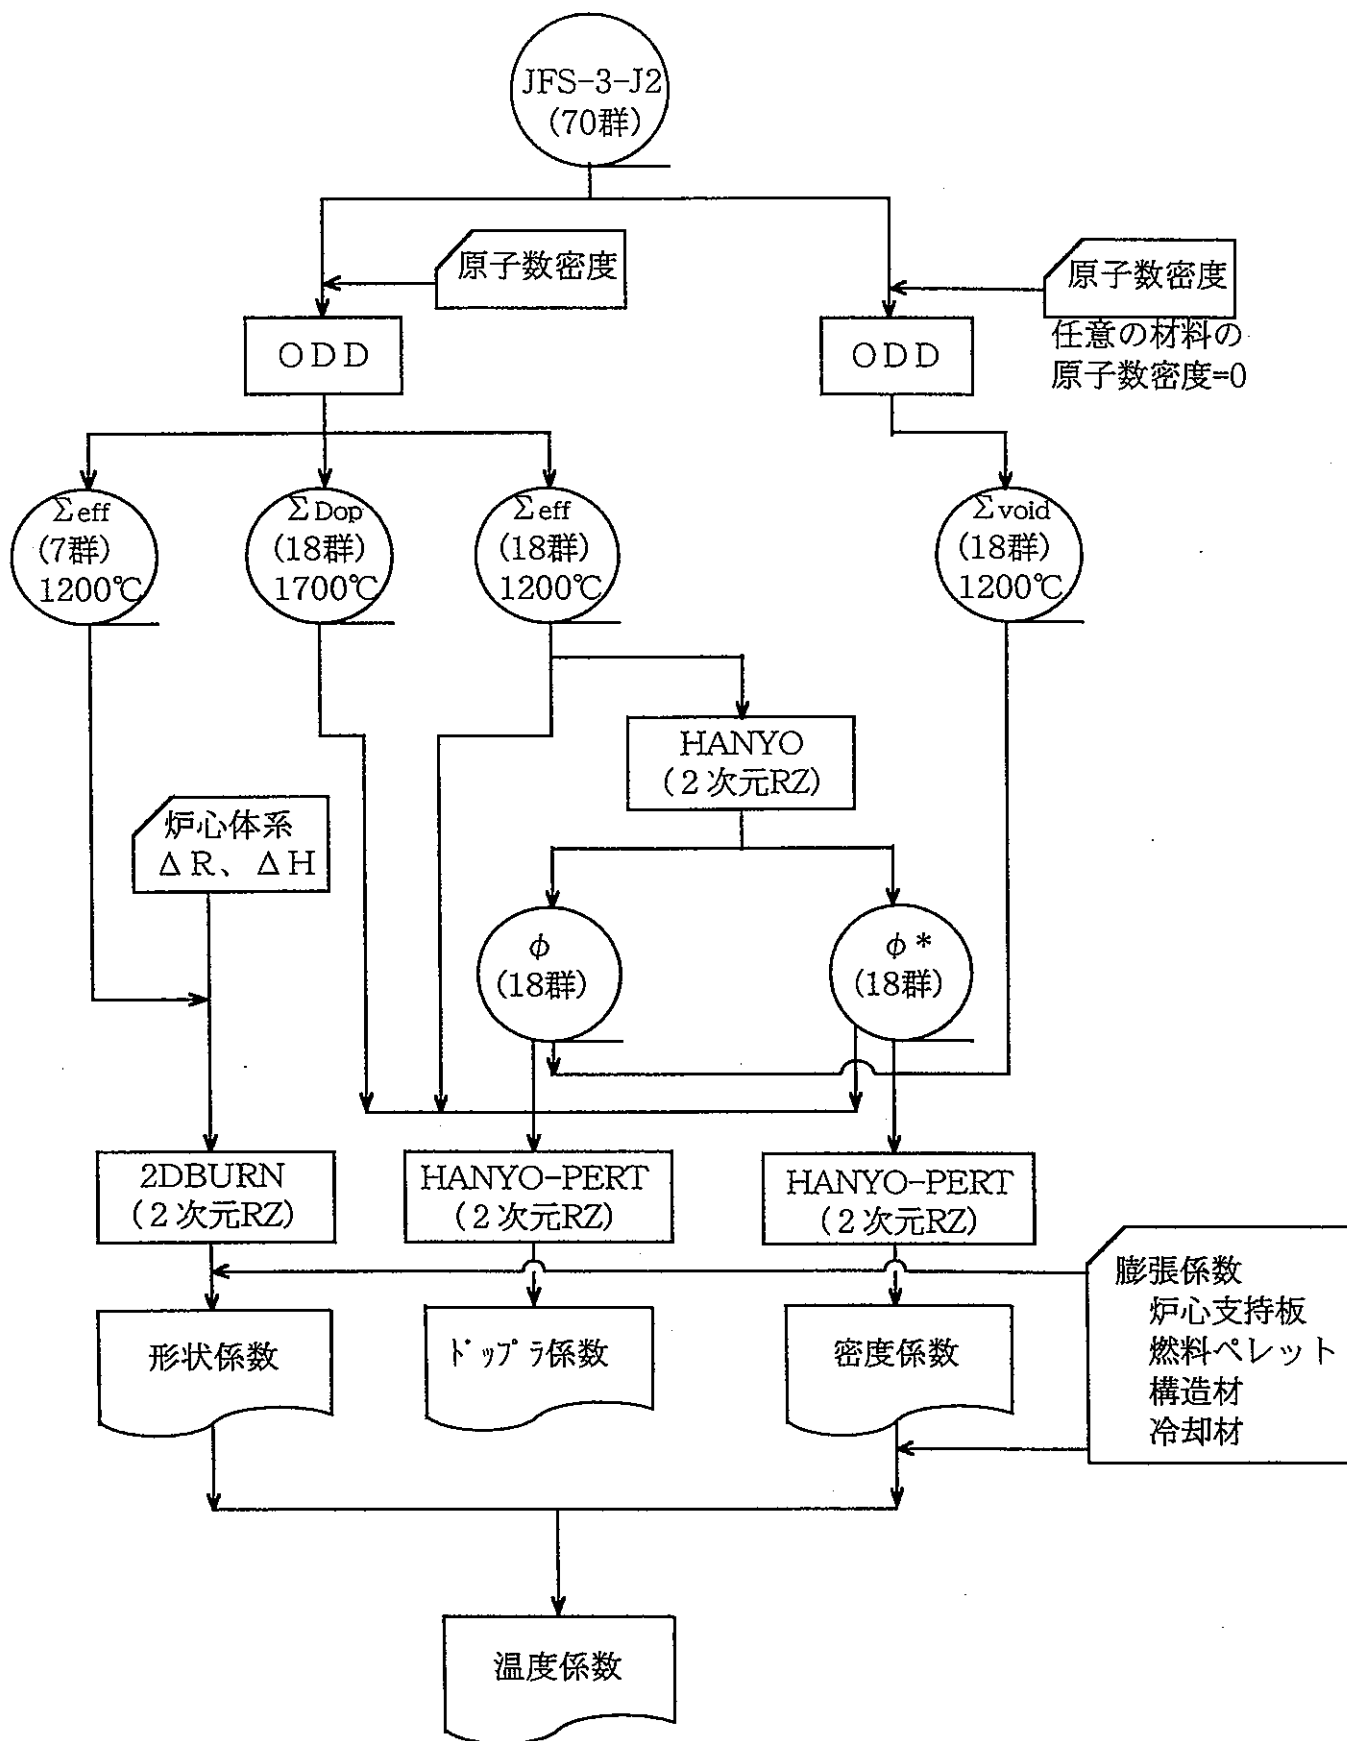 JFS-3-J2
(70群)
原子数密度
原子数密度
任意の材料の
原子数密度=0
ODD
ODD
Σeff
(7群)
1200℃
ΣDop
(18群)
1700℃
Σeff
(18群)
1200℃
Σvoid
(18群)
1200℃
HANYO
(2次元RZ)
炉心体系
ΔR、ΔH
φ
(18群)
φ*
(18群)
2DBURN
(2次元RZ)
HANYO-PERT
(2次元RZ)
HANYO-PERT
(2次元RZ)
膨張係数
炉心支持板
燃料ペレット
構造材
冷却材
形状係数
ドップラ係数
密度係数
温度係数